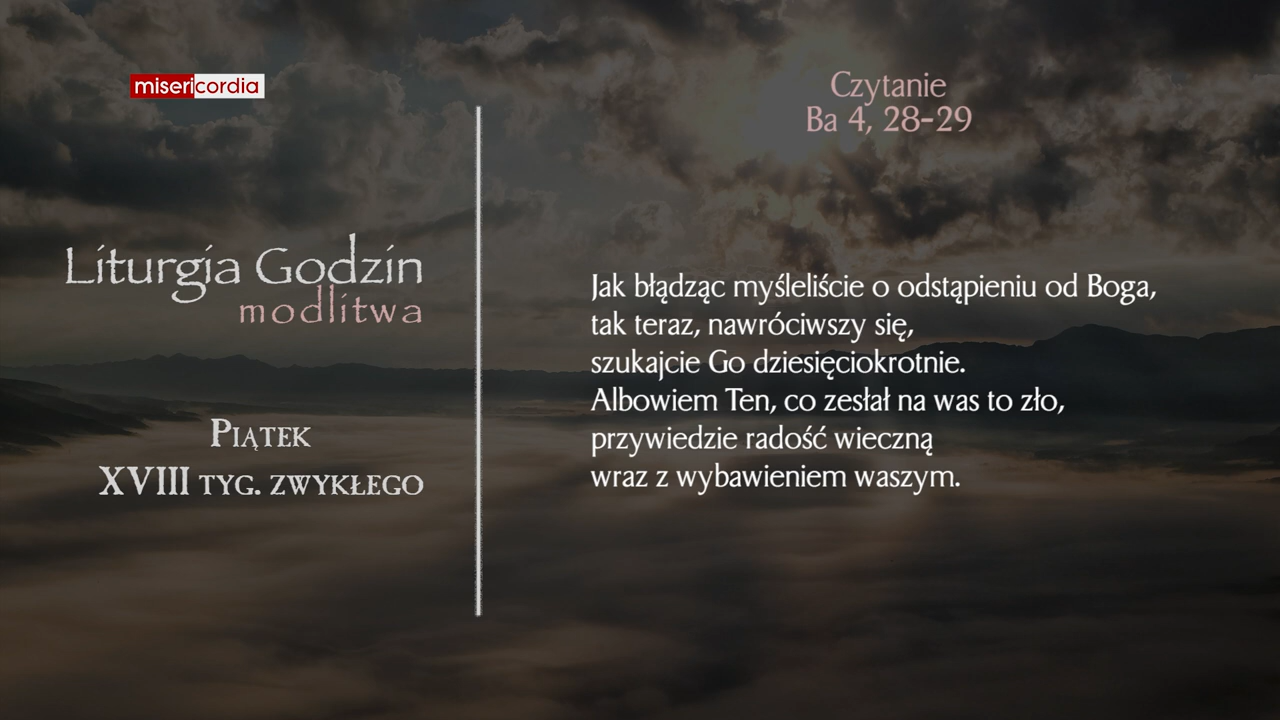 misericordia
Liturgia Godzin
modlitwa
Piątek
XVIII tyg. zwykłego
Czytanie
Ba 4, 28-29
Jak błądząc myśleliście o odstąpieniu od Boga,
tak teraz, nawróciwszy się,
szukajcie Go dziesięciokrotnie.
Albowiem Ten, co zesłał na was to zło,
przywiedzie radość wieczną
wraz z wybawieniem waszym.